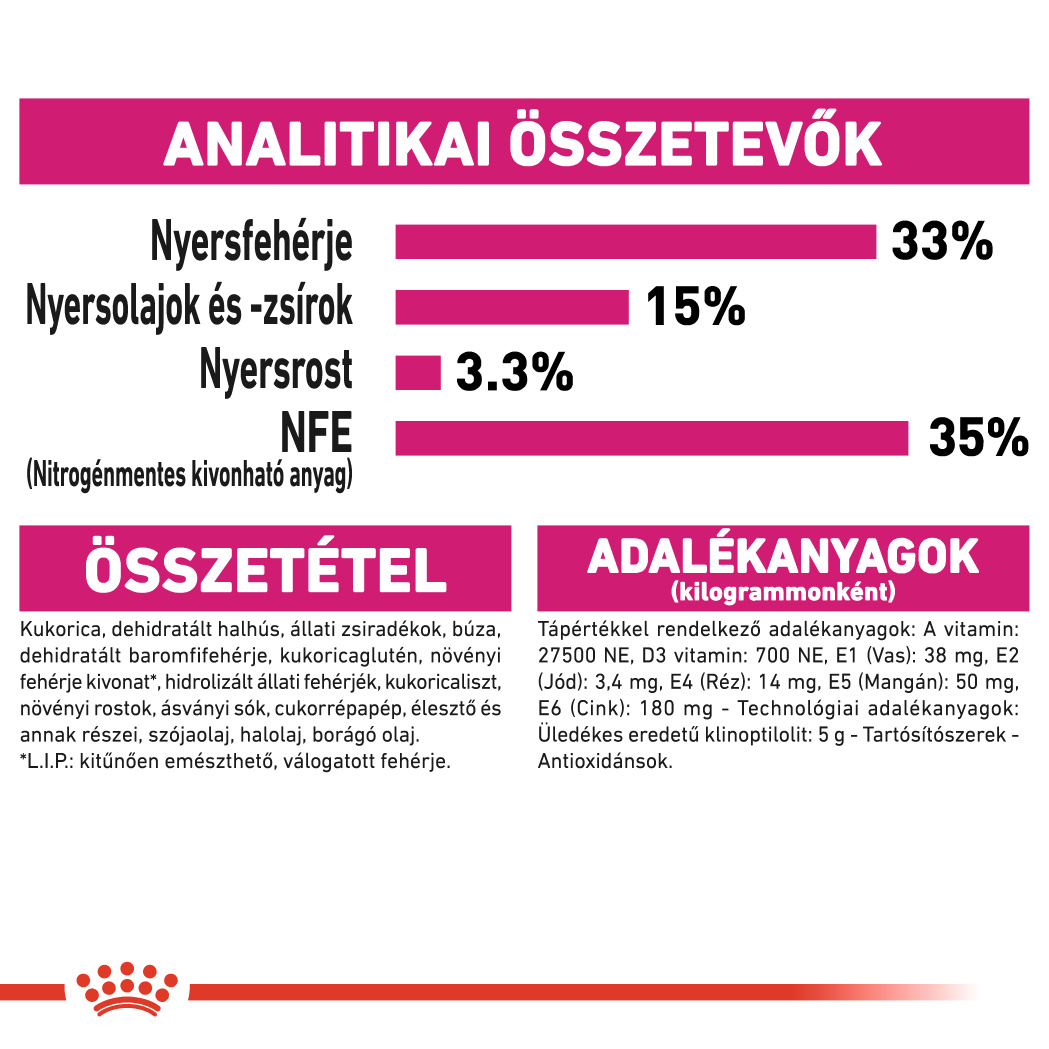 ANALITIKAI ÖSSZETEVŐK
Nyersfehérje 33%
Nyersolajok és -zsírok 15%
Nyersrost 3.3%
NFE 35%
(Nitrogénmentes kivonható anyag)
ÖSSZETÉTEL
Kukorica, dehidratált halhús, állati zsiradékok, búza,
dehidratált baromfifehérje, kukoricaglutén, növényi
fehérje kivonat*, hidrolizált állati fehérjék, kukoricaliszt,
növényi rostok, ásványi sók, cukorrépapép, élesztő és
annak részei, szójaolaj, halolaj, borágó olaj.
*L.I.P.: kitűnően emészthető, válogatott fehérje.
ADALÉKANYAGOK
(kilogrammonként)
Tápértékkel rendelkező adalékanyagok: A vitamin:
27500 NE, D3 vitamin: 700 NE, E1 (Vas): 38 mg, E2
(Jód): 3,4 mg, E4 (Réz): 14 mg, E5 (Mangán): 50 mg,
E6 (Cink): 180 mg - Technológiai adalékanyagok:
Üledékes eredetű klinoptilolit: 5 g - Tartósítószerek -
Antioxidánsok.